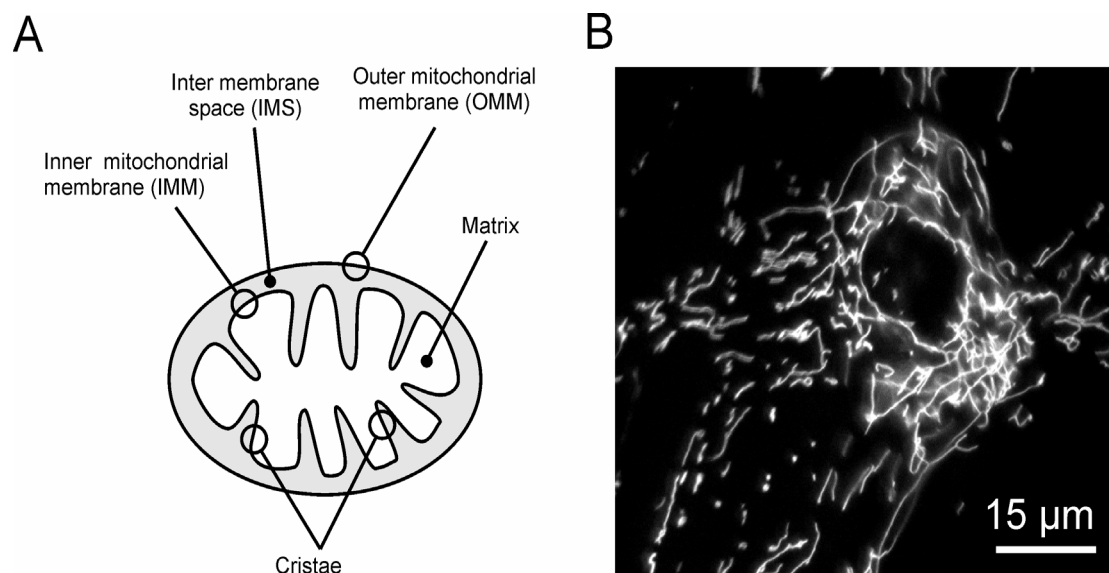 A
B
Inter membrane
space (IMS)
Outer mitochondrial
membrane (OMM)
Inner mitochondrial
membrane (IMM)
Matrix
Cristae
15 µm